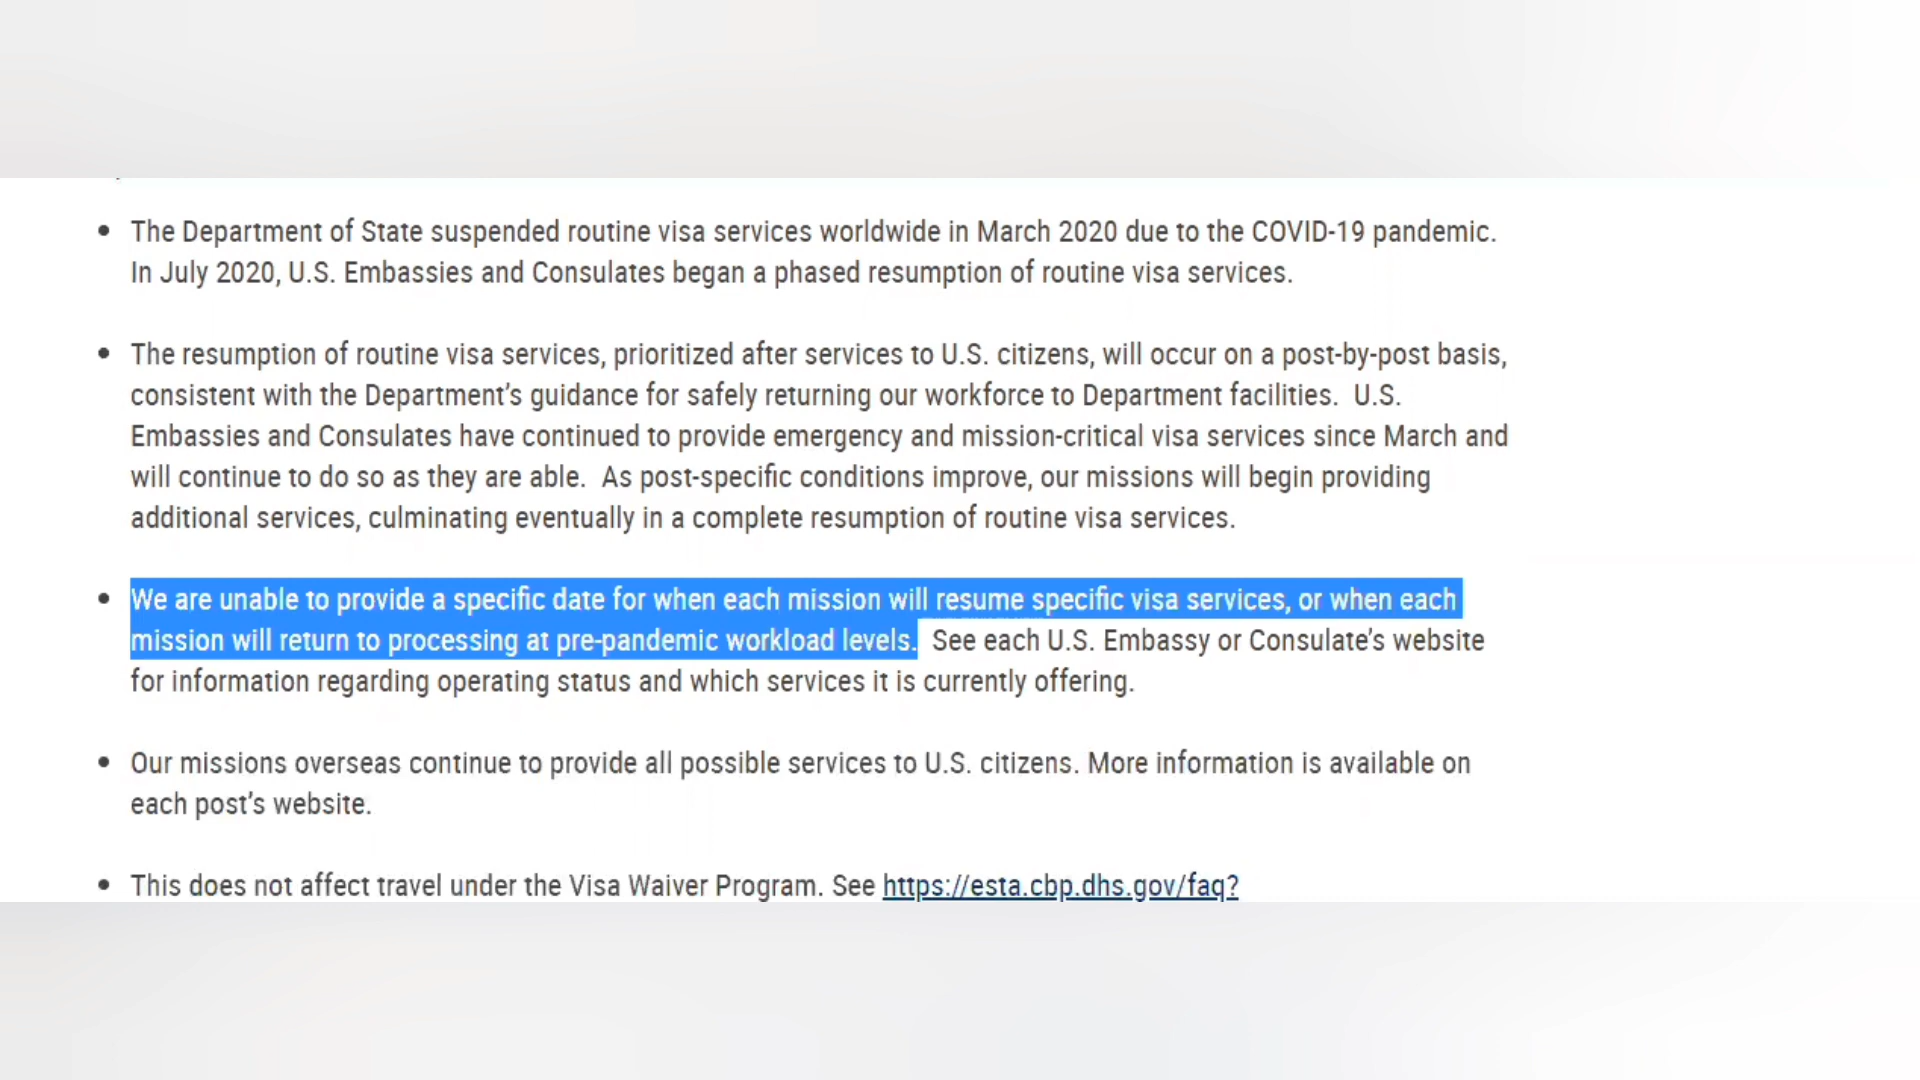 The Department of State suspended routine visa services worldwide in March 2020 due to the COVID-19 pandemic.
In July 2020, U.S. Embassies and Consulates began a phased resumption of routine visa services.
The resumption of routine visa services, prioritized after services to U.S. citizens, will occur on a post-by-post basis,
consistent with the Department’s guidance for safely returning our workforce to Department facilities.  U.S.
Embassies and Consulates have continued to provide emergency and mission-critical visa services since March and
will continue to do so as they are able.  As post-specific conditions improve, our missions will begin providing
additional services, culminating eventually in a complete resumption of routine visa services.
We are unable to provide a specific date for when each mission will resume specific visa services, or when each
mission will return to processing at pre-pandemic workload levels.  See each U.S. Embassy or Consulate’s website
for information regarding operating status and which services it is currently offering.
Our missions overseas continue to provide all possible services to U.S. citizens. More information is available on
each post’s website.
This does not affect travel under the Visa Waiver Program. See https://esta.cbp.dhs.gov/faq?